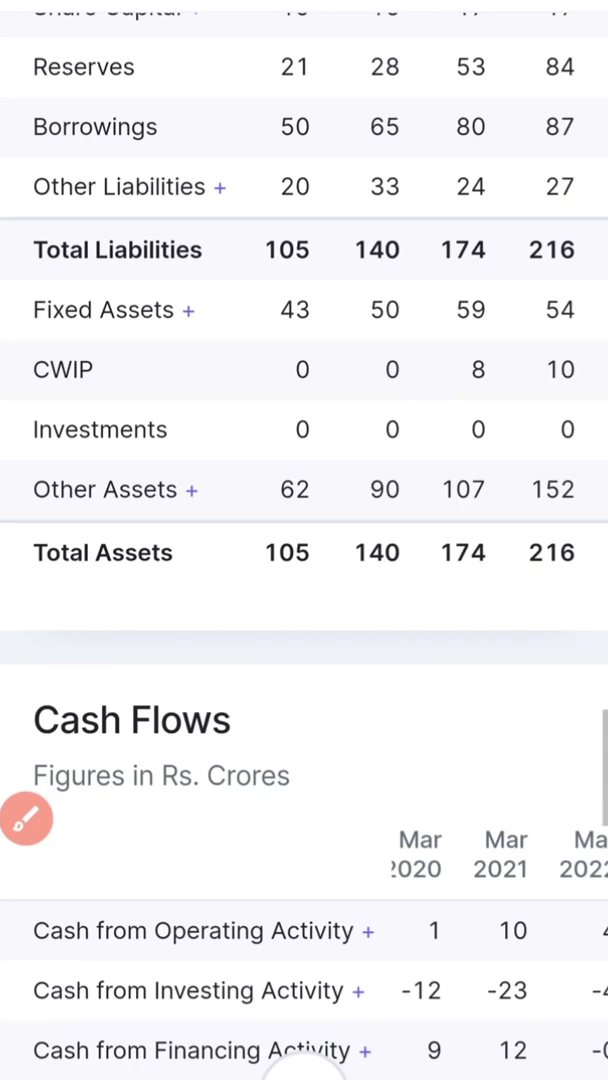 Reserves 21 28 53 84
Borrowings 50 65 80 87
Other Liabilities + 20 33 24 27
Total Liabilities 105 140 174 216
Fixed Assets + 43 50 59 54
CWIP 0 0 8 10
Investments 0 0 0 0
Other Assets + 62 90 107 152
Total Assets 105 140 174 216
Cash Flows
Figures in Rs. Crores
Mar Mar Ma
2020 2021 202
Cash from Operating Activity + 1 10
Cash from Investing Activity + -12 -23
Cash from Financing Activity + 9 12